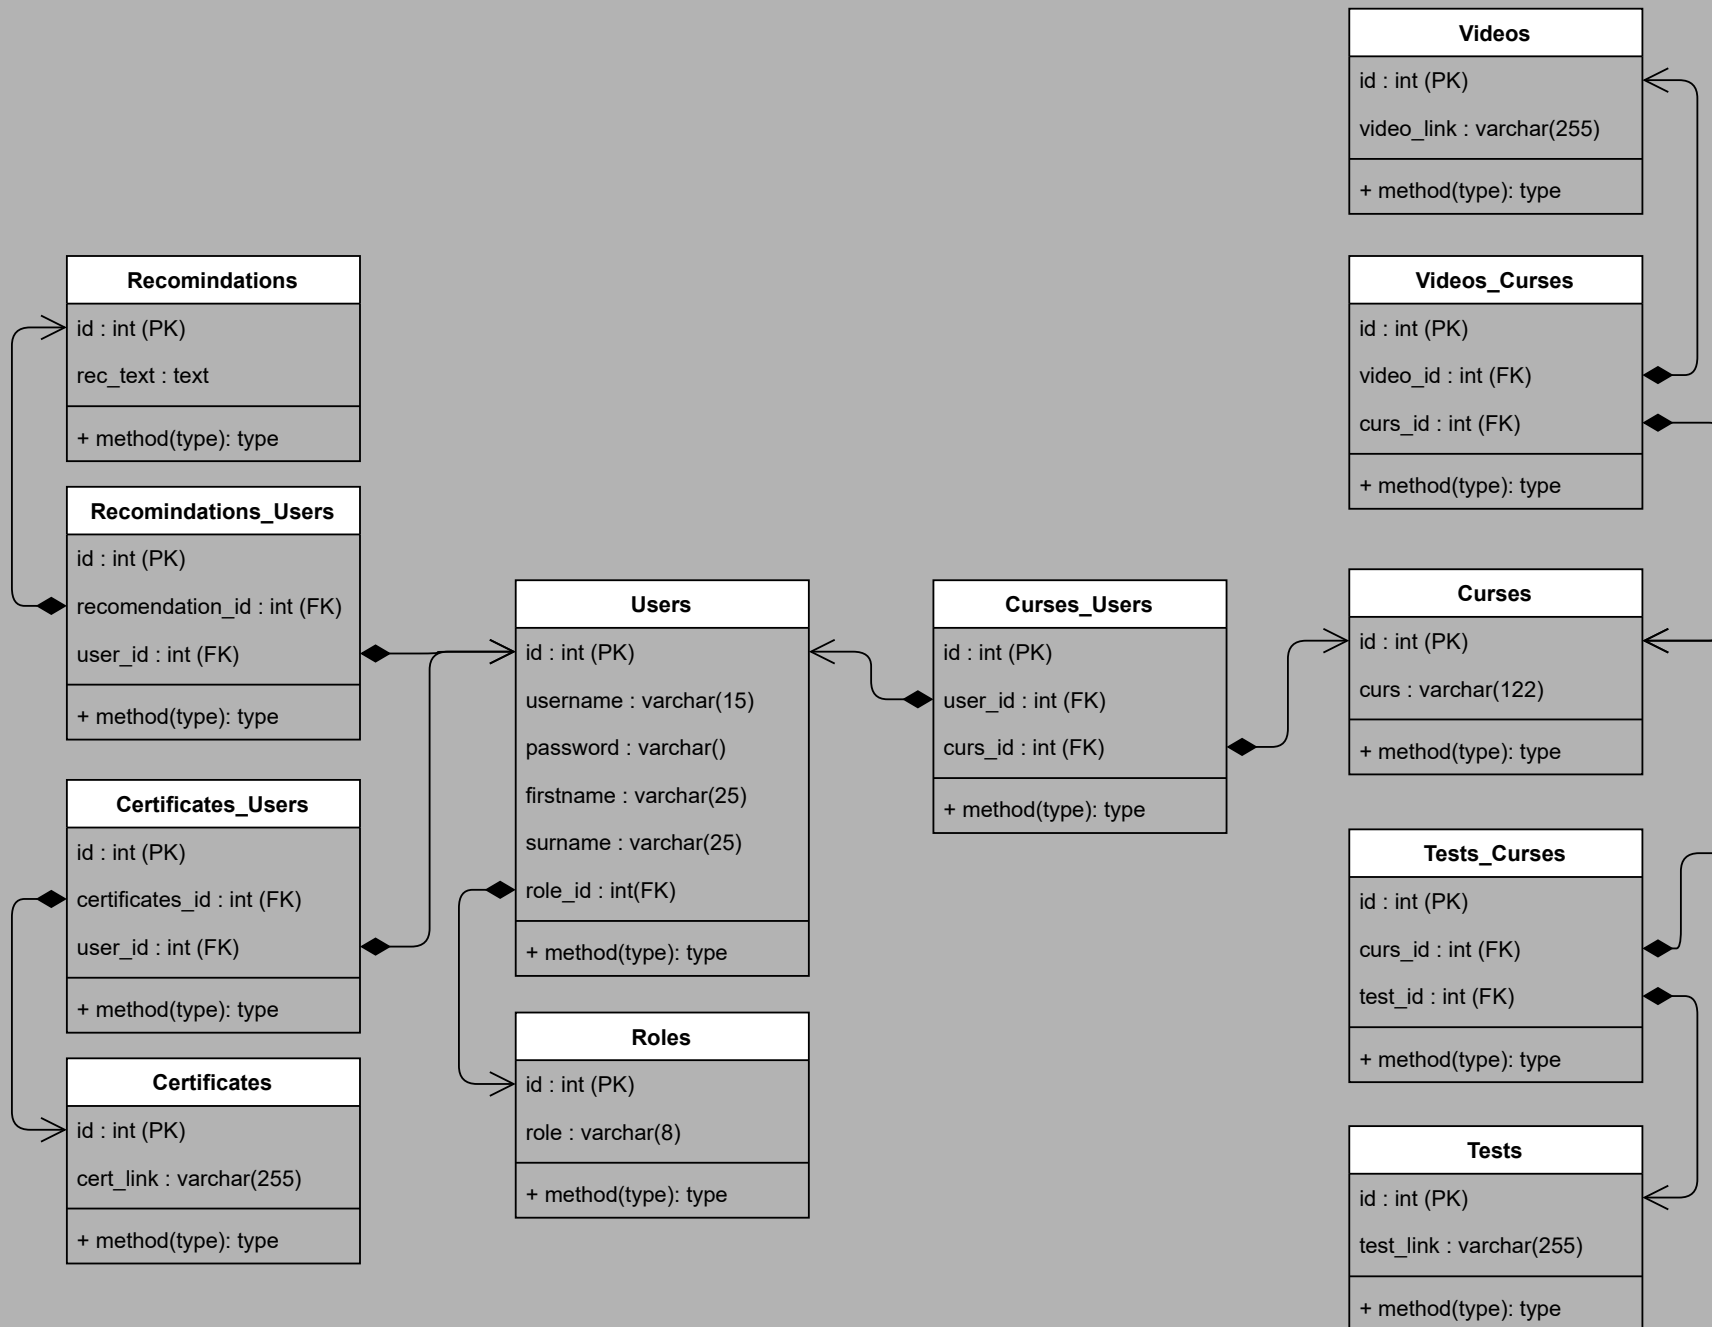 Videos
id : int (PK)
video_link : varchar(255)
+ method(type): type
Recomindations
id : int (PK)
rec_text : text
+ method(type): type
Videos_Curses
id : int (PK)
video_id : int (FK)
curs_id : int (FK)
+ method(type): type
Recomindations_Users
id : int (PK)
recomendation_id : int (FK)
user_id : int (FK)
+ method(type): type
Users
id : int (PK)
username : varchar(15)
password : varchar()
firstname : varchar(25)
surname : varchar(25)
role_id : int(FK)
+ method(type): type
Curses_Users
id : int (PK)
user_id : int (FK)
curs_id : int (FK)
+ method(type): type
Curses
id : int (PK)
curs : varchar(122)
+ method(type): type
Certificates_Users
id : int (PK)
certificates_id : int (FK)
user_id : int (FK)
+ method(type): type
Tests_Curses
id : int (PK)
curs_id : int (FK)
test_id : int (FK)
+ method(type): type
Roles
id : int (PK)
role : varchar(8)
+ method(type): type
Certificates
id : int (PK)
cert_link : varchar(255)
+ method(type): type
Tests
id : int (PK)
test_link : varchar(255)
+ method(type): type